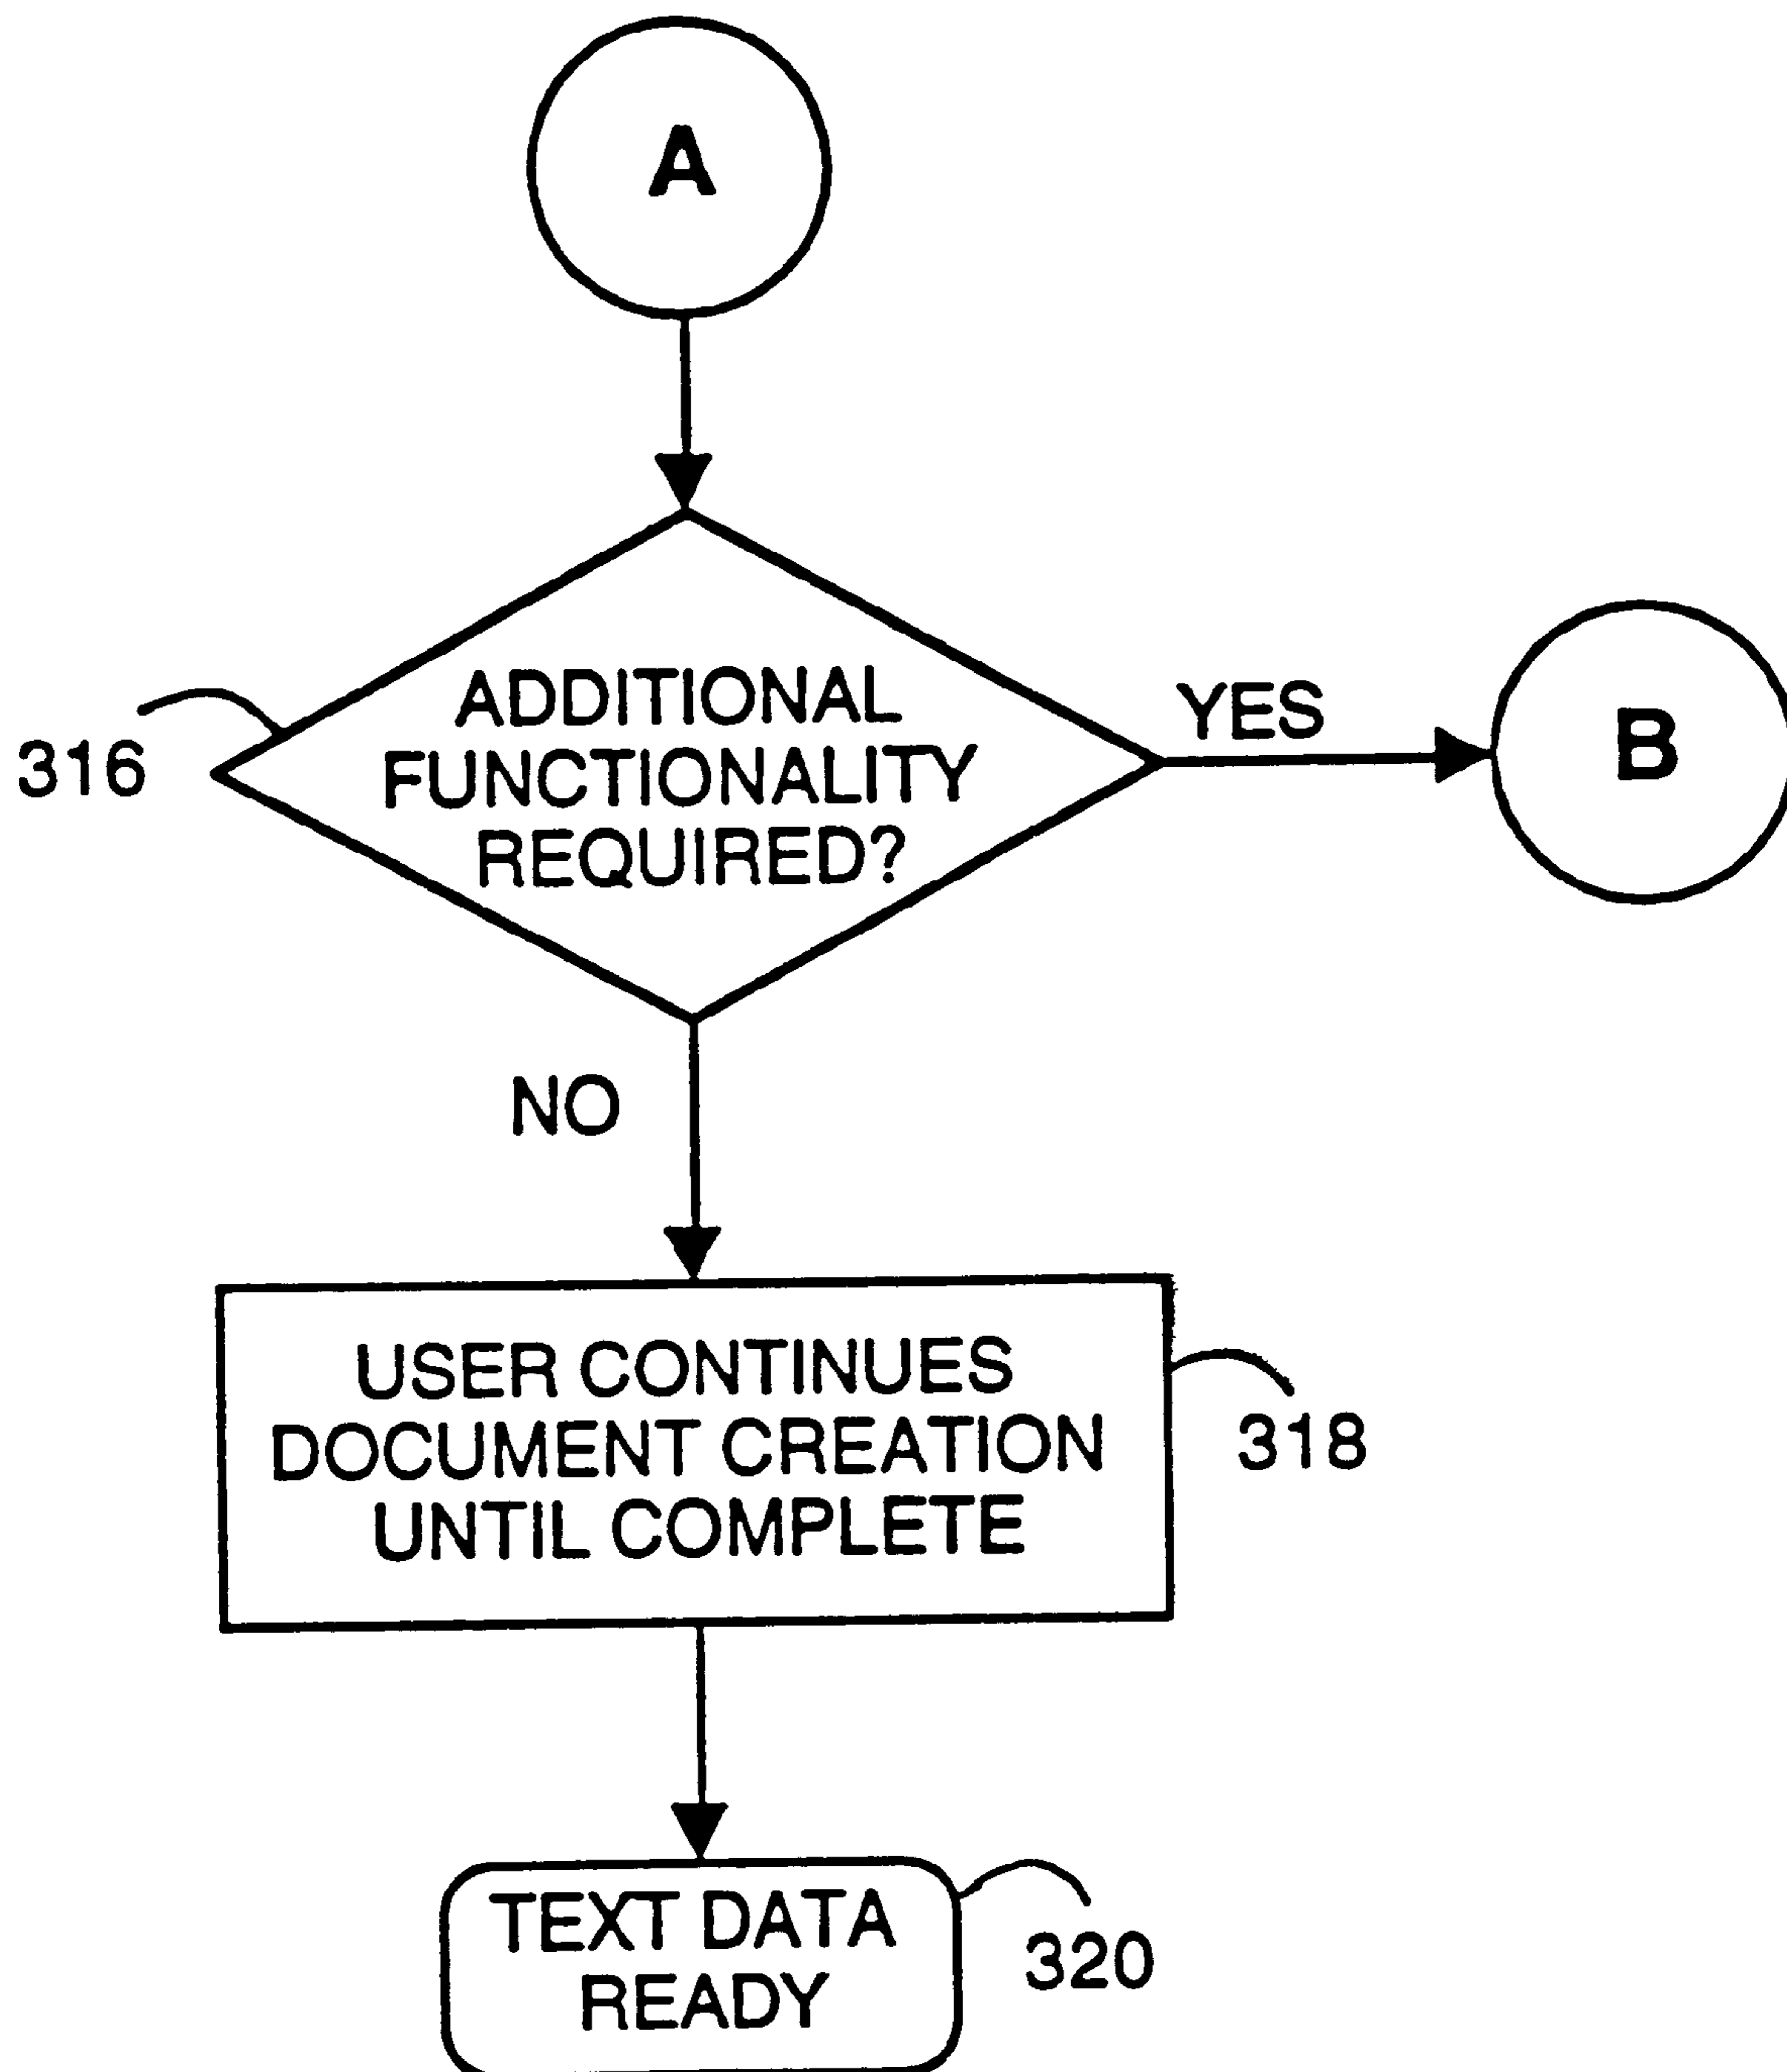 A
ADDITIONAL
FUNCTIONALITY
REQUIRED?
YES
B
316
NO
USER CONTINUES
DOCUMENT CREATION
UNTIL COMPLETE
318
TEXT DATA
READY
320